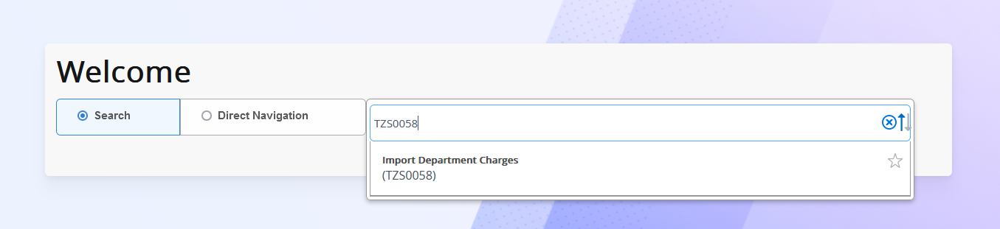 Welcome
Search
Direct Navigation
TZS0058
Import Department Charges
(TZS0058)